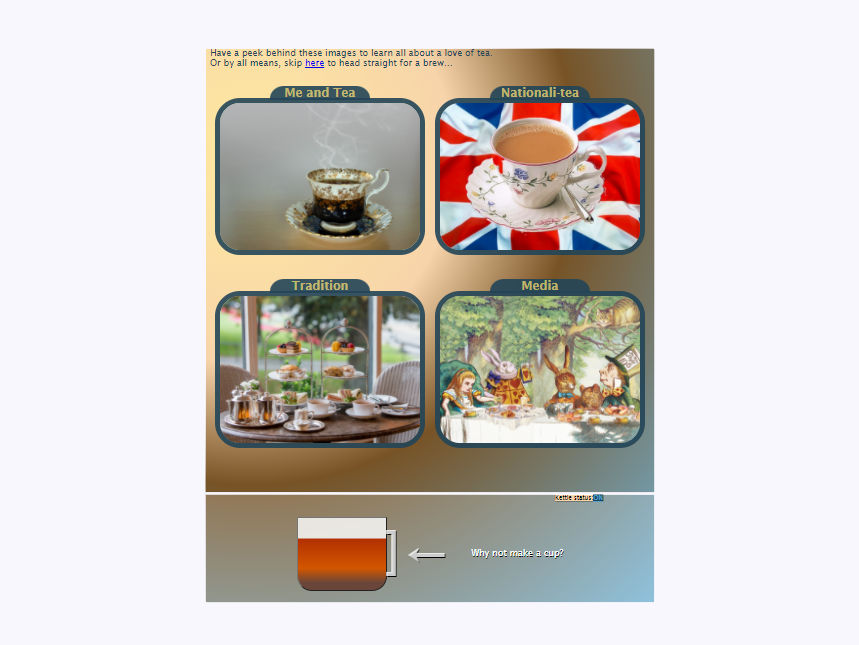 Have a peek behind these images to learn all about a love of tea.
Or by all means, skip here to head straight for a brew...
Me and Tea
Nationali-tea
Tradition
Media
Kettle status:ON
Why not make a cup?